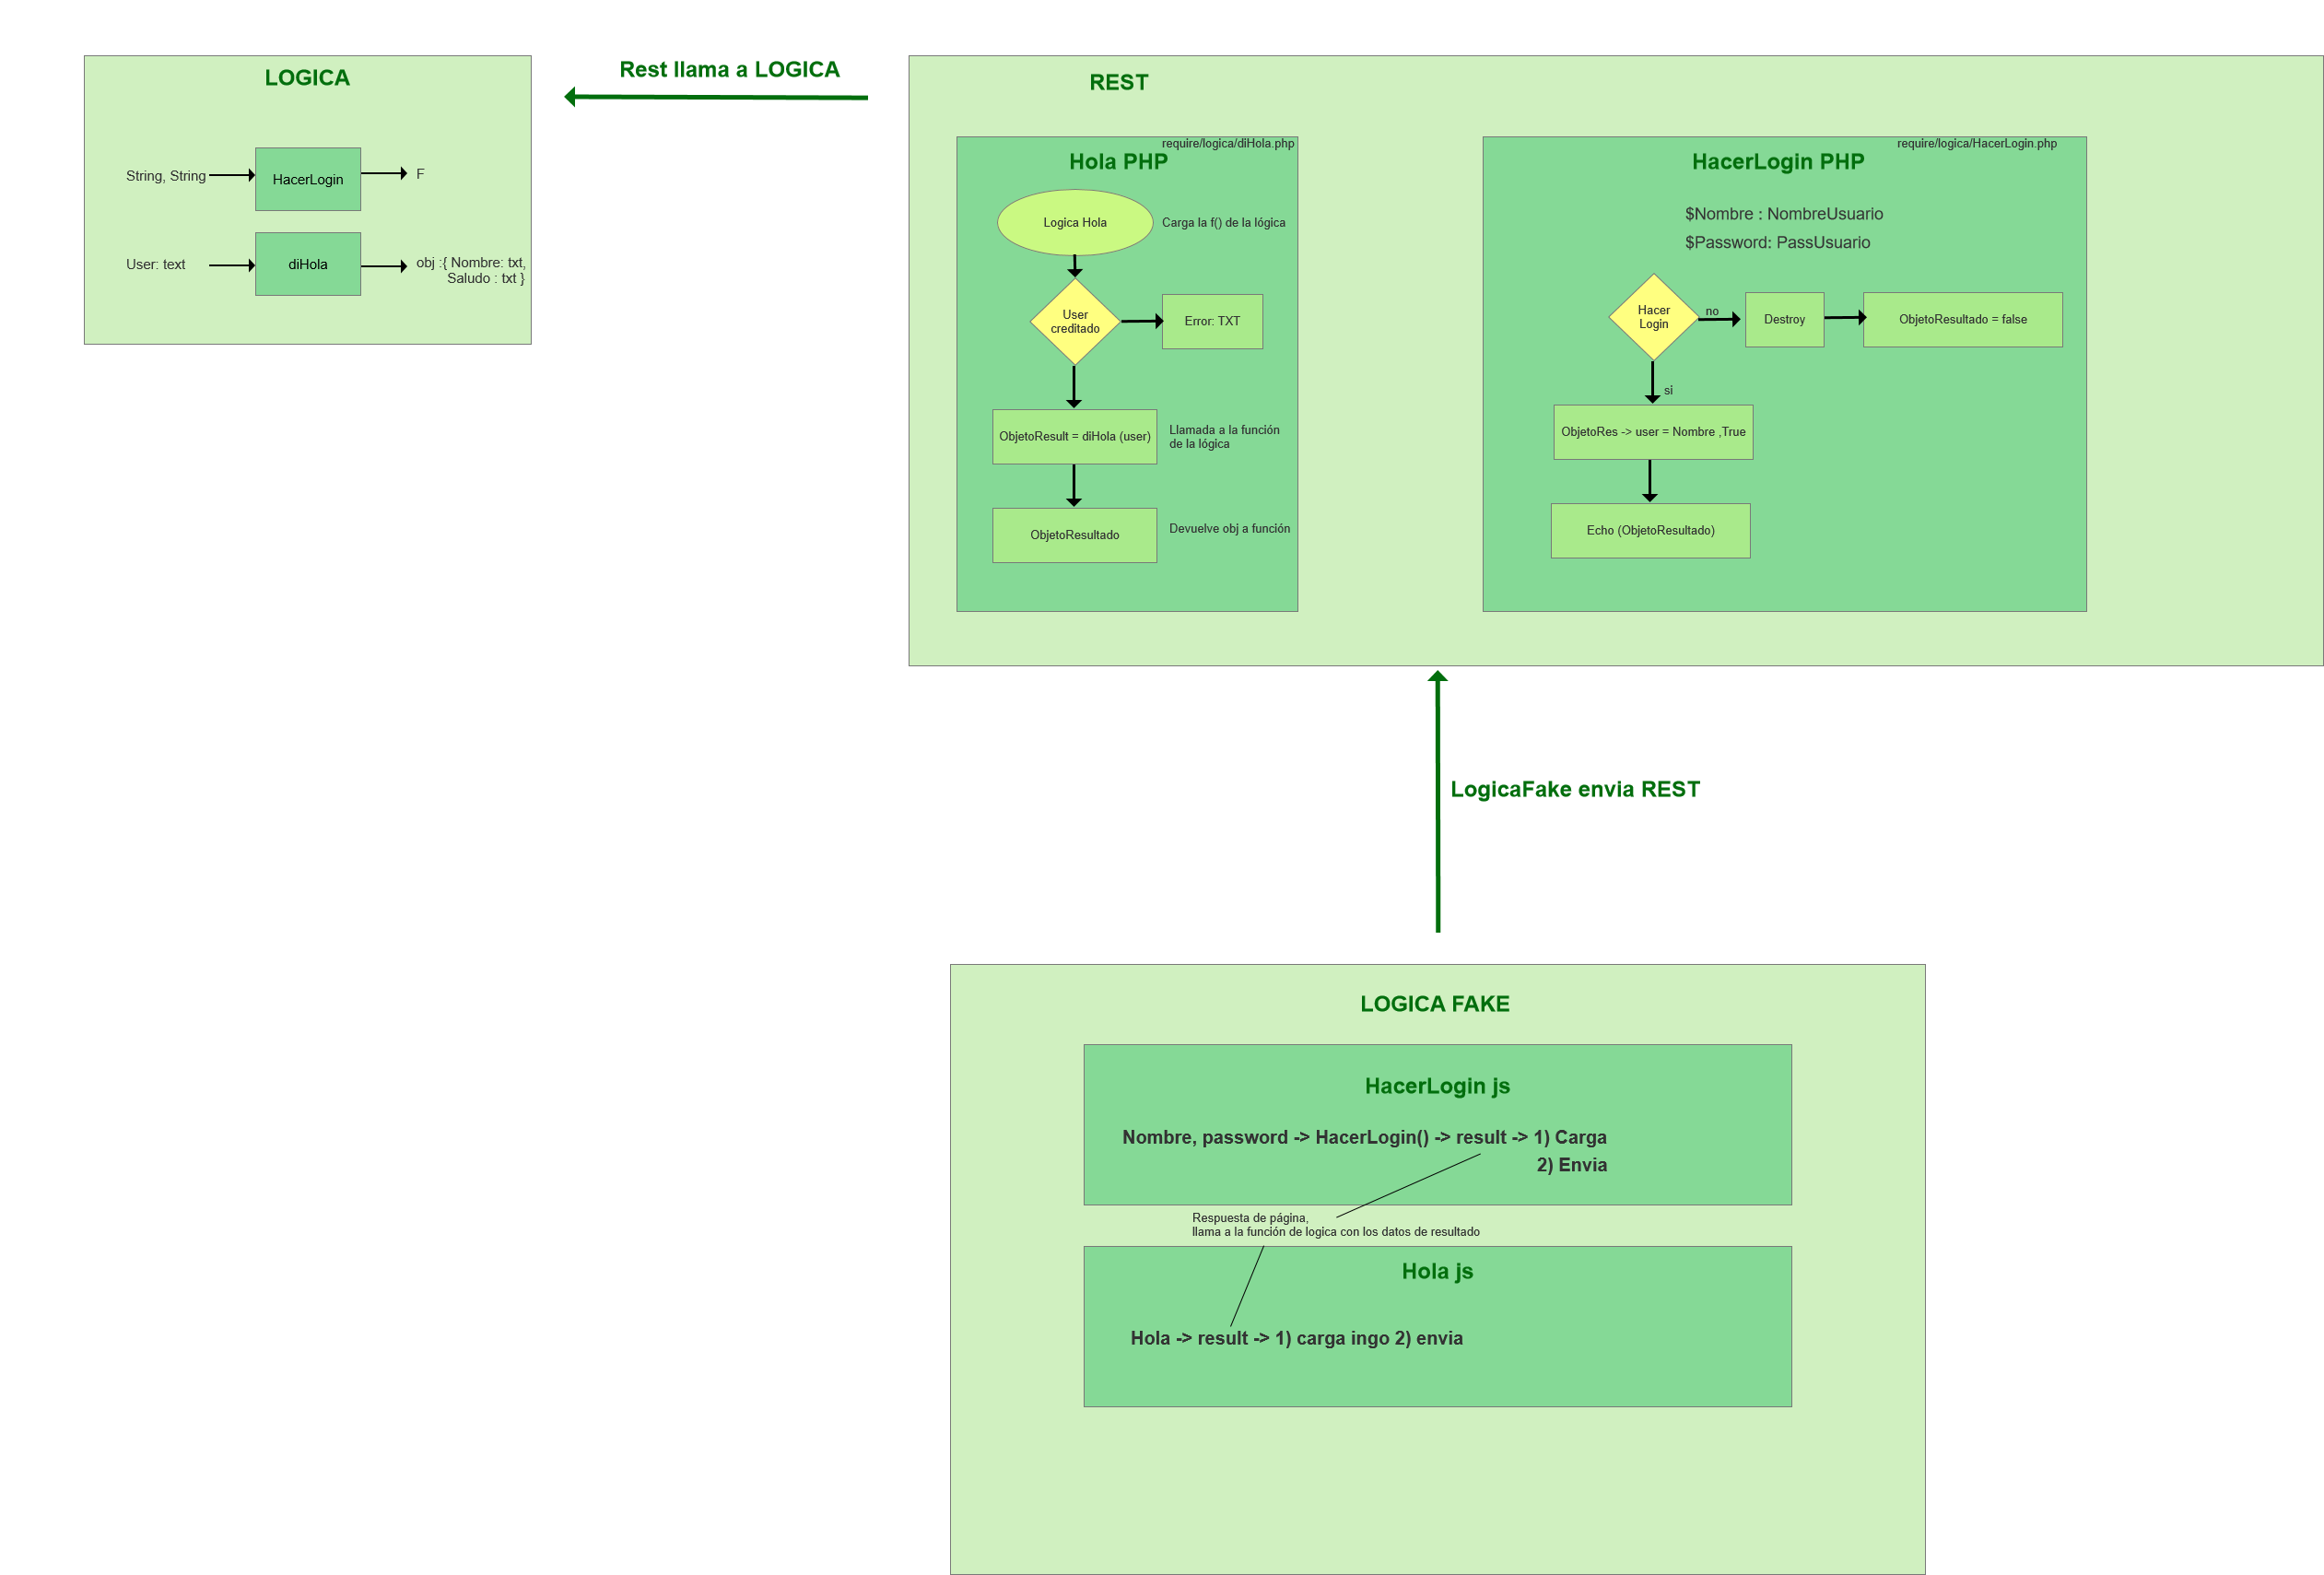 LOGICA
String, String
HacerLogin
F
User: text
diHola
obj :{ Nombre: txt,
Saludo : txt }
Rest llama a LOGICA
REST
require/logica/diHola.php
Hola PHP
Logica Hola
Carga la f() de la lógica
User
creditado
Error: TXT
ObjetoResult = diHola (user)
Llamada a la función
de la lógica
ObjetoResultado
Devuelve obj a función
require/logica/HacerLogin.php
HacerLogin PHP
$Nombre : NombreUsuario
$Password: PassUsuario
Hacer
Login
no
Destroy
ObjetoResultado = false
si
ObjetoRes -> user = Nombre ,True
Echo (ObjetoResultado)
LogicaFake envia REST
LOGICA FAKE
HacerLogin js
Nombre, password -> HacerLogin() -> result -> 1) Carga
2) Envia
Respuesta de página,
llama a la función de logica con los datos de resultado
Hola js
Hola -> result -> 1) carga ingo 2) envia